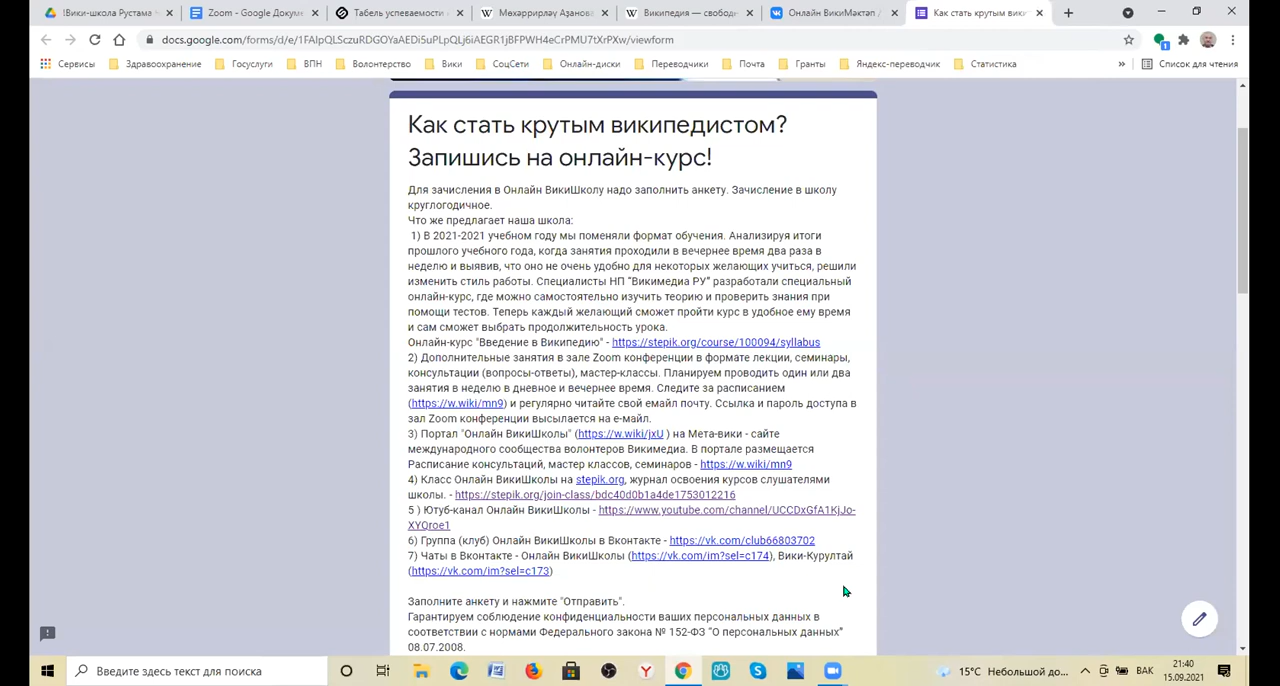 !Вики-школа Рустама
Zoom - Google Докум
Табель успеваемости
Мөхәррирләү Азанова
Википедия — свобод
Онлайн ВикиМәктәп /
Как стать крутым вики
docs.google.com/forms/d/e/1FAIpQLSczuRDGOYaAEDi5uPLpQLj6iAEGR1jBFPWH4eCrPMU7tXrPXw/viewform
Сервисы Здравоохранение Госуслуги ВПН Волонтерство Вики СоцСети Онлайн-диски Переводчики Почта Гранты Яндекс-переводчик Статистика » Список для чтения
Как стать крутым википедистом?
Запишись на онлайн-курс!
Для зачисления в Онлайн ВикиШколу надо заполнить анкету. Зачисление в школу
круглогодичное.
Что же предлагает наша школа:
1) В 2021-2021 учебном году мы поменяли формат обучения. Анализируя итоги
прошлого учебного года, когда занятия проходили в вечернее время два раза в
неделю и выявив, что оно не очень удобно для некоторых желающих учиться, решили
изменить стиль работы. Специалисты НП "Викимедиа РУ" разработали специальный
онлайн-курс, где можно самостоятельно изучить теорию и проверить знания при
помощи тестов. Теперь каждый желающий сможет пройти курс в удобное ему время
и сам сможет выбрать продолжительность урока.
Онлайн-курс "Введение в Википедию" - https://stepik.org/course/100094/syllabus
2) Дополнительные занятия в зале Zoom конференции в формате лекции, семинары,
консультации (вопросы-ответы), мастер-классы. Планируем проводить один или два
занятия в неделю в дневное и вечернее время. Следите за расписанием
(https://w.wiki/mn9) и регулярно читайте свой емайл почту. Ссылка и пароль доступа в
зал Zoom конференции высылается на е-майл.
3) Портал "Онлайн ВикиШколы" (https://w.wiki/jxU ) на Мета-вики - сайте
международного сообщества волонтеров Викимедиа. В портале размещается
Расписание консультаций, мастер классов, семинаров - https://w.wiki/mn9
4) Класс Онлайн ВикиШколы на stepik.org, журнал освоения курсов слушателями
школы. - https://stepik.org/join-class/bdc40d0b1a4de1753012216
5 ) Ютуб-канал Онлайн ВикиШколы - https://www.youtube.com/channel/UCCDxGfA1KjJo-
XYQroe1
6) Группа (клуб) Онлайн ВикиШколы в Вконтакте - https://vk.com/club66803702
7) Чаты в Вконтакте - Онлайн ВикиШколы (https://vk.com/im?sel=c174), Вики-Курултай
(https://vk.com/im?sel=c173)
Заполните анкету и нажмите "Отправить".
Гарантируем соблюдение конфиденциальности ваших персональных данных в
соответствии с нормами Федерального закона № 152-ФЗ "О персональных данных"
08.07.2008.
Введите здесь текст для поиска
15°C Небольшой до...
ВАК
21:40
15.09.2021